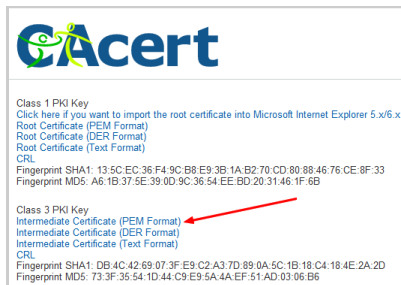 CAcert
Class 1 PKI Key
Click here if you want to import the root certificate into Microsoft Internet Explorer 5.x/6.x
Root Certificate (PEM Format)
Root Certificate (DER Format)
Root Certificate (Text Format)
CRL
Fingerprint SHA1: 13:5C:EC:36:F4:9C:B8:E9:3B:1A:B2:70:CD:80:88:46:76:CE:8F:33
Fingerprint MD5: A6:1B:37:5E:39:0D:9C:36:54:EE:BD:20:31:46:1F:6B
Class 3 PKI Key
Intermediate Certificate (PEM Format)
Intermediate Certificate (DER Format)
Intermediate Certificate (Text Format)
CRL
Fingerprint SHA1: DB:4C:42:69:07:3F:E9:C2:A3:7D:89:0A:5C:1B:18:C4:18:4E:2A:2D
Fingerprint MD5: 73:3F:35:54:1D:44:C9:E9:5A:4A:EF:51:AD:03:06:B6